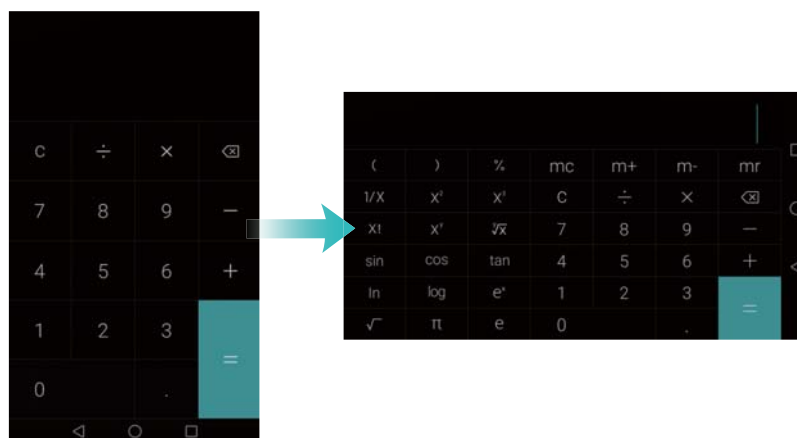 C ÷ ×
7 8 9 −
4 5 6 +
1 2 3
=
0 .
( ) % mc m+ m- mr
1/X X² X³ C ÷ ×
X! Xʸ ʸ√x 7 8 9 −
sin cos tan 4 5 6 +
ln log eˣ 1 2 3
=
√ π e 0 .